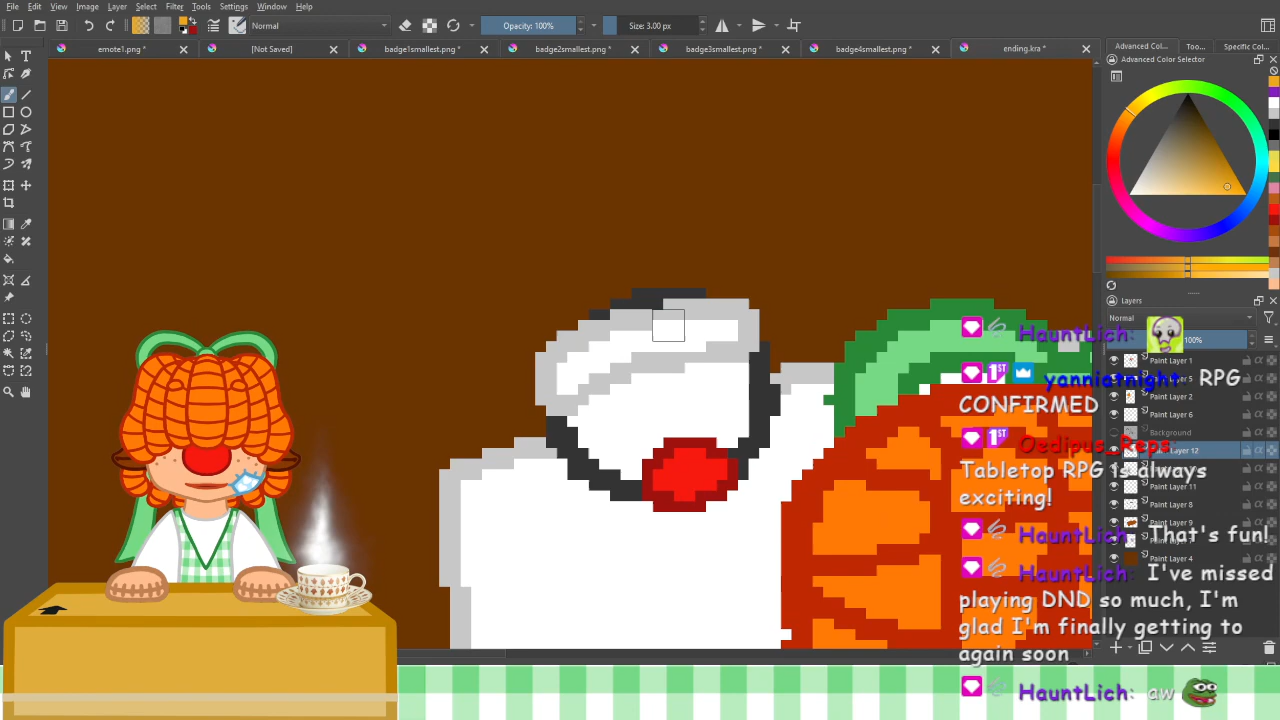 File Edit View Image Layer Select Filter Tools Settings Window Help
Normal Opacity: 100% Size: 3.00 px
emote1.png * [Not Saved] badge1smallest.png * badge2smallest.png * badge3smallest.png * badge4smallest.png * ending.kra * Advanced Col... Too... Specific Col...
Advanced Color Selector
Layers
Normal
100%
Paint Layer 1
Paint Layer 2
Paint Layer 6
Background
Layer 12
Layer 11
Layer 8
Layer 9
Paint Layer 4
HauntLich:
yanniatnight: RPG
CONFIRMED
Oedipus_Reps:
Tabletop RPG is always
exciting!
HauntLich: That's fun!
HauntLich: I've missed
playing DND so much, I'm
glad I'm finally getting to
again soon
HauntLich: aw